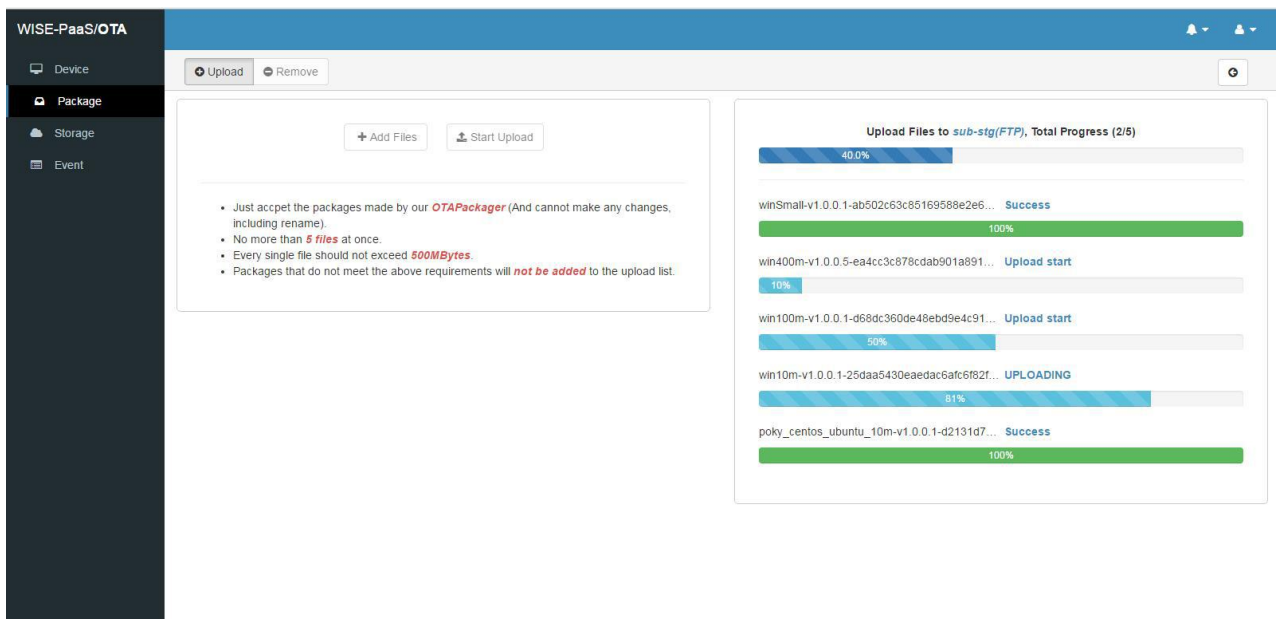 WISE-PaaS/OTA
Device
Package
Storage
Event
Upload
Remove
Add Files
Start Upload
Just accpet the packages made by our OTAPackager (And cannot make any changes,
including rename).
No more than 5 files at once.
Every single file should not exceed 500MBytes.
Packages that do not meet the above requirements will not be added to the upload list.
Upload Files to sub-stg(FTP), Total Progress (2/5)
40.0%
winSmall-v1.0.0.1-ab502c63c85169588e2e6... Success
100%
win400m-v1.0.0.5-ea4cc3c878cdab901a891... Upload start
10%
win100m-v1.0.0.1-d68dc360de48ebd9e4c91... Upload start
50%
win10m-v1.0.0.1-25daa5430eaedac6afc6f82f... UPLOADING
81%
poky_centos_ubuntu_10m-v1.0.0.1-d2131d7... Success
100%